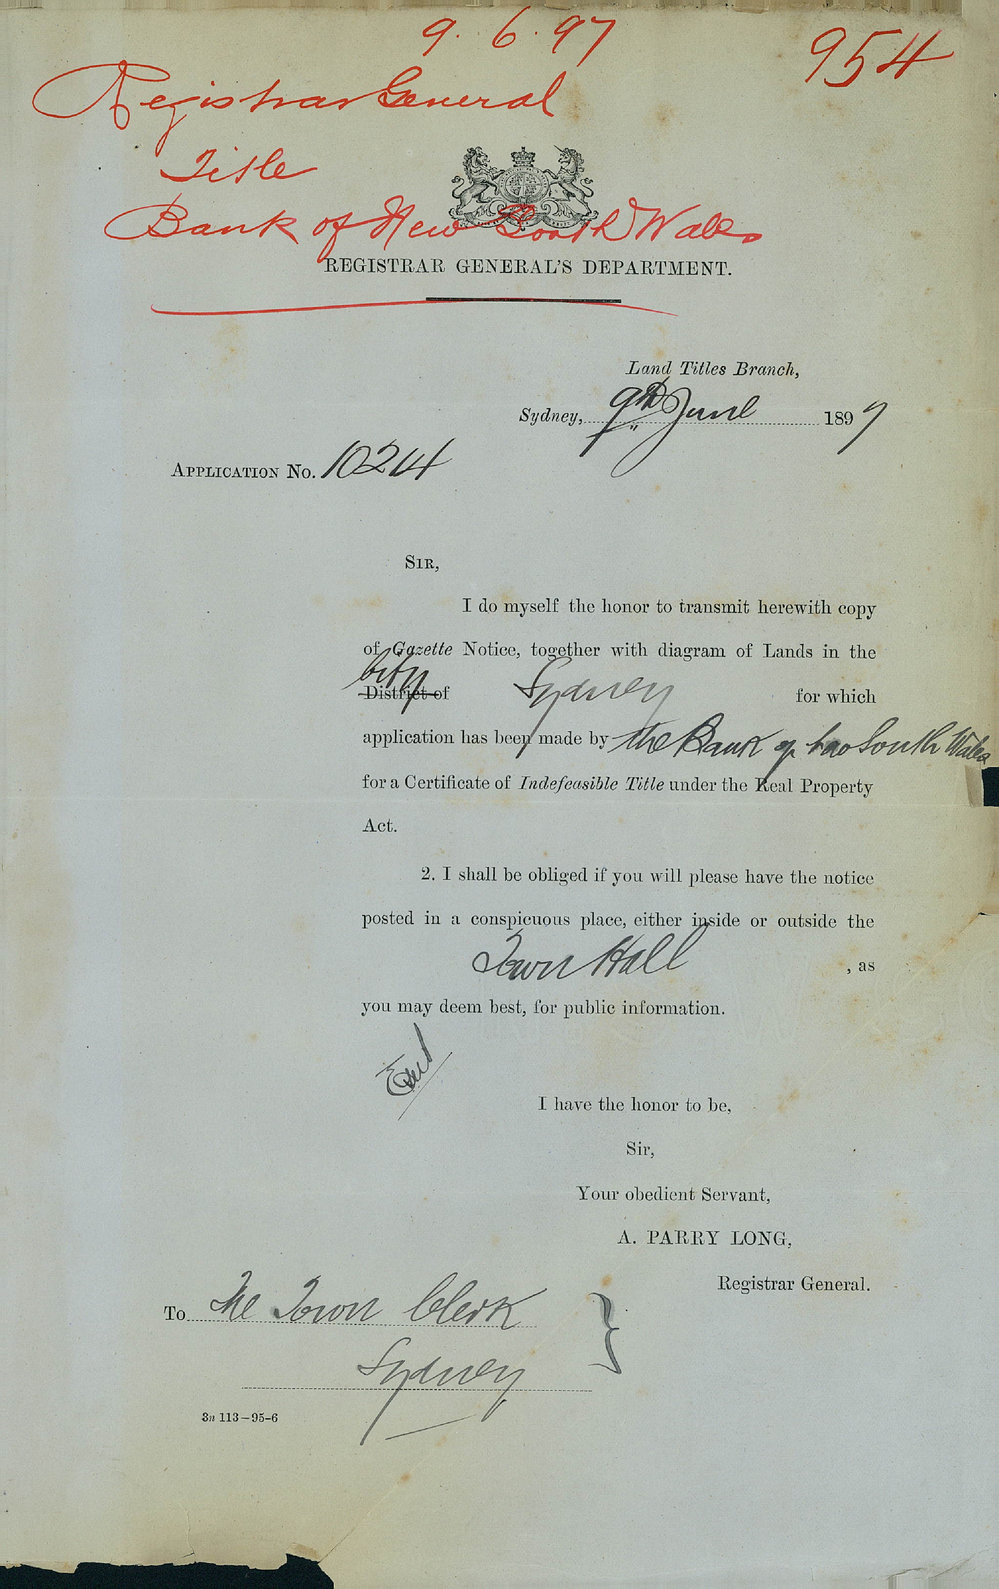 9.6.97
954
Registrar General
Title
Bank of New South Wales
REGISTRAR GENERAL'S DEPARTMENT.
Land Titles Branch,
Sydney, 9th June 1897
APPLICATION No. 10214
SIR,
I do myself the honor to transmit herewith copy
of Gazette Notice, together with diagram of Lands in the
City
District of Sydney for which
application has been made by the Bank of South Wales
for a Certificate of Indefeasible Title under the Real Property
Act.
2. I shall be obliged if you will please have the notice
posted in a conspicuous place, either inside or outside the
Town Hall , as
you may deem best, for public information.
I have the honor to be,
Sir,
Your obedient Servant,
A. PARRY LONG,
Registrar General.
To The Town Clerk
Sydney
3n 113–95–6